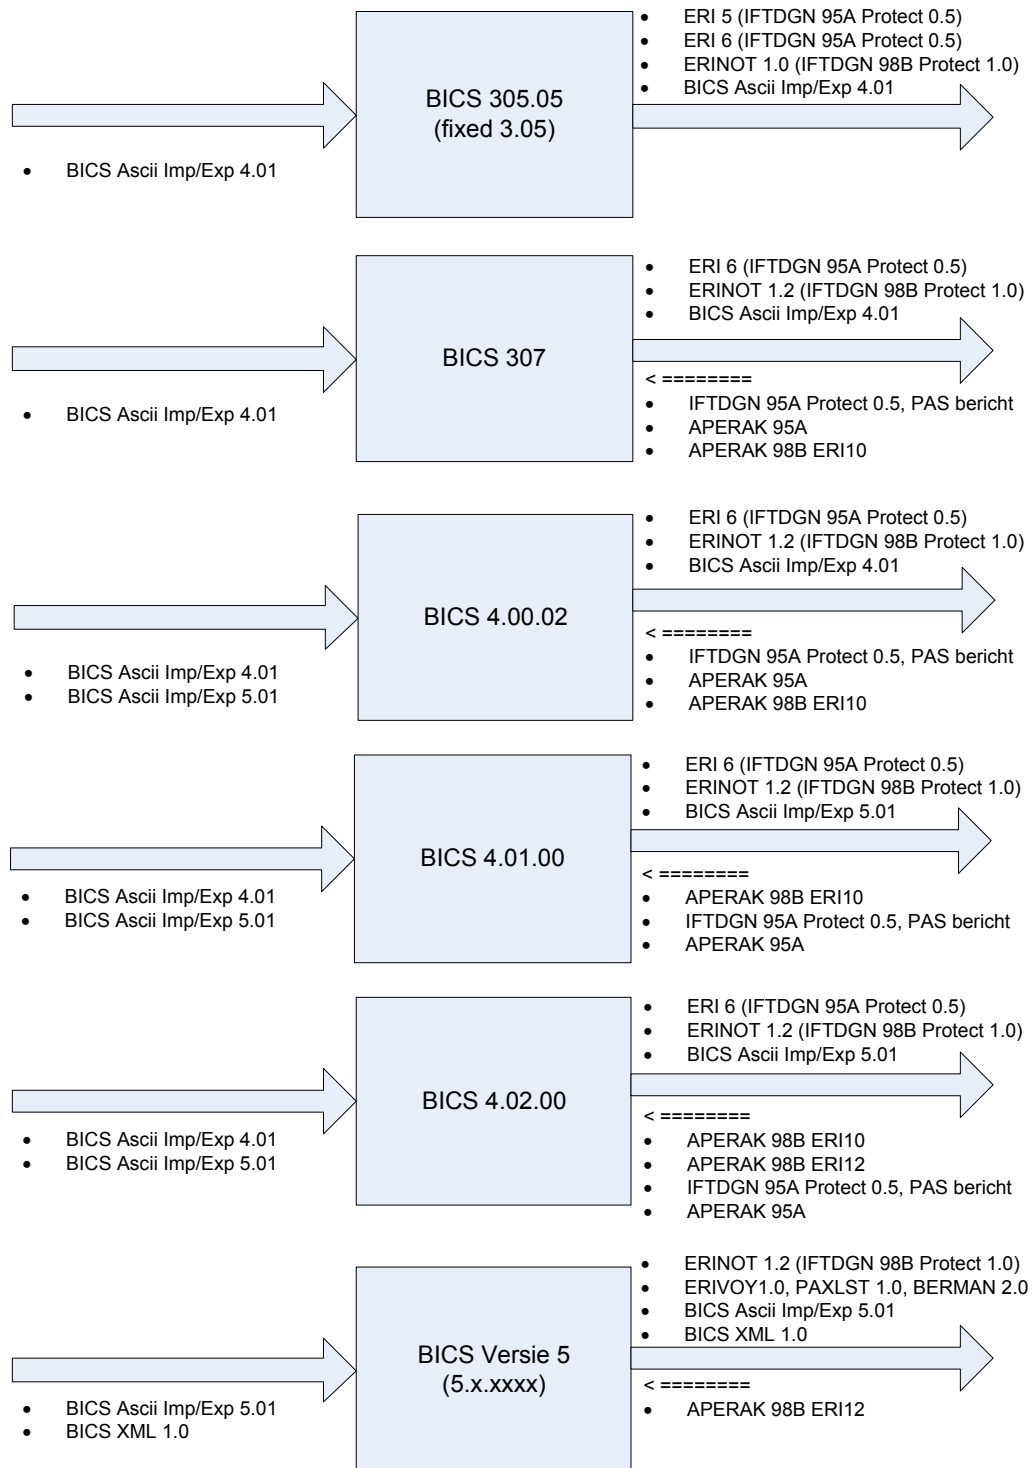 • ERI 5 (IFTDGN 95A Protect 0.5)
• ERI 6 (IFTDGN 95A Protect 0.5)
• ERINOT 1.0 (IFTDGN 98B Protect 1.0)
• BICS Ascii Imp/Exp 4.01
BICS 305.05
(fixed 3.05)
• BICS Ascii Imp/Exp 4.01
• ERI 6 (IFTDGN 95A Protect 0.5)
• ERINOT 1.2 (IFTDGN 98B Protect 1.0)
• BICS Ascii Imp/Exp 4.01
BICS 307
< ========
• BICS Ascii Imp/Exp 4.01
• IFTDGN 95A Protect 0.5, PAS bericht
• APERAK 95A
• APERAK 98B ERI10
• ERI 6 (IFTDGN 95A Protect 0.5)
• ERINOT 1.2 (IFTDGN 98B Protect 1.0)
• BICS Ascii Imp/Exp 4.01
BICS 4.00.02
< ========
• BICS Ascii Imp/Exp 4.01
• BICS Ascii Imp/Exp 5.01
• IFTDGN 95A Protect 0.5, PAS bericht
• APERAK 95A
• APERAK 98B ERI10
• ERI 6 (IFTDGN 95A Protect 0.5)
• ERINOT 1.2 (IFTDGN 98B Protect 1.0)
• BICS Ascii Imp/Exp 5.01
BICS 4.01.00
< ========
• BICS Ascii Imp/Exp 4.01
• BICS Ascii Imp/Exp 5.01
• APERAK 98B ERI10
• IFTDGN 95A Protect 0.5, PAS bericht
• APERAK 95A
• ERI 6 (IFTDGN 95A Protect 0.5)
• ERINOT 1.2 (IFTDGN 98B Protect 1.0)
• BICS Ascii Imp/Exp 5.01
BICS 4.02.00
< ========
• BICS Ascii Imp/Exp 4.01
• BICS Ascii Imp/Exp 5.01
• APERAK 98B ERI10
• APERAK 98B ERI12
• IFTDGN 95A Protect 0.5, PAS bericht
• APERAK 95A
• ERINOT 1.2 (IFTDGN 98B Protect 1.0)
• ERIVOY1.0, PAXLST 1.0, BERMAN 2.0
• BICS Ascii Imp/Exp 5.01
• BICS XML 1.0
BICS Versie 5
(5.x.xxxx)
< ========
• BICS Ascii Imp/Exp 5.01
• BICS XML 1.0
• APERAK 98B ERI12